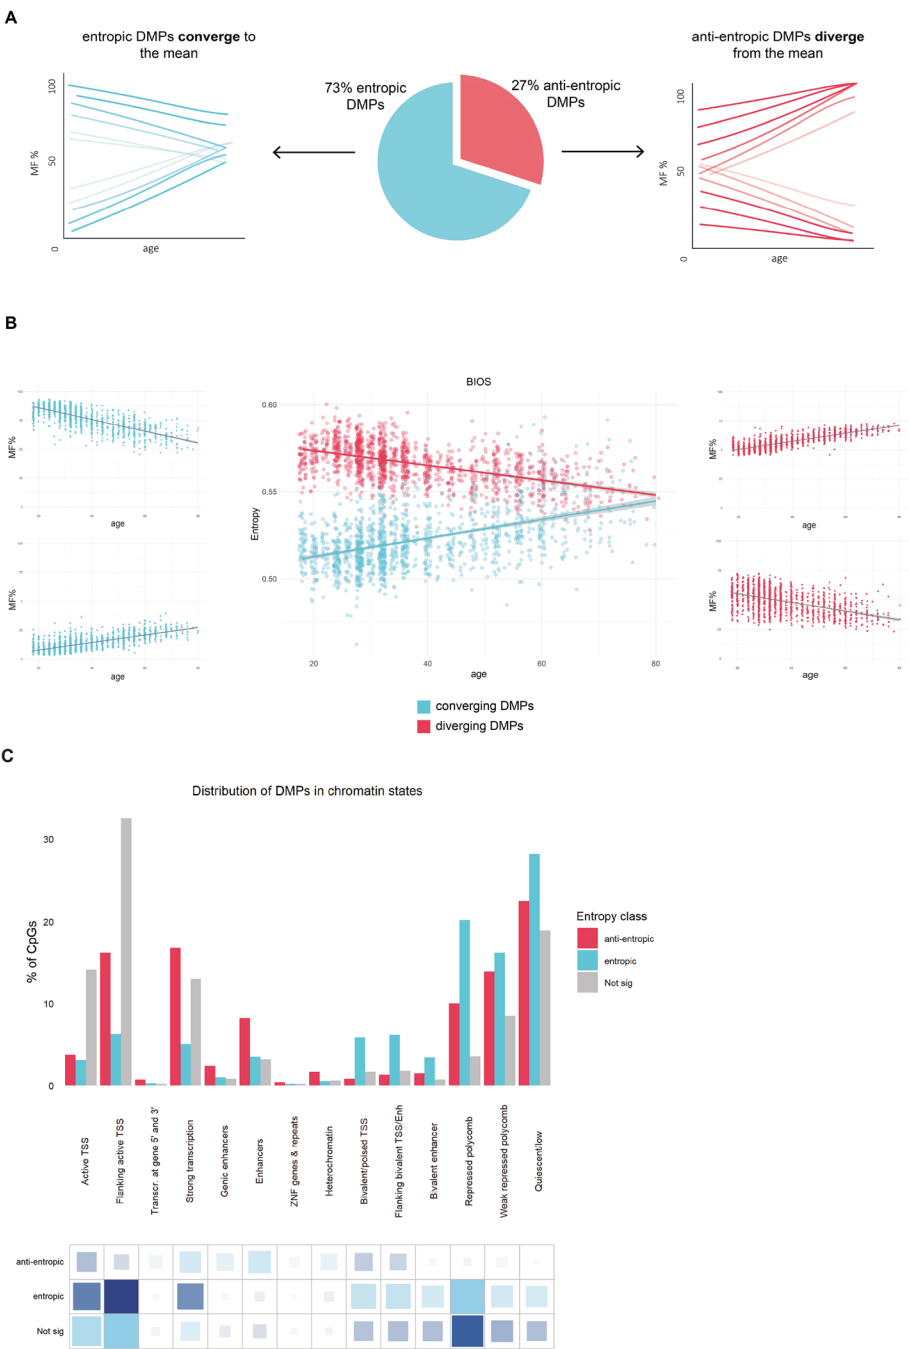 A
entropic DMPs converge to
the mean
anti-entropic DMPs diverge
from the mean
73% entropic
DMPs
27% anti-entropic
DMPs
100
50
0
MF %
age
100
50
0
MF %
age
B
BIOS
MF%
age
MF%
age
0.60
0.55
0.50
Entropy
20
40
60
80
age
MF%
age
MF%
age
converging DMPs
diverging DMPs
C
Distribution of DMPs in chromatin states
30
20
10
0
% of CpGs
Entropy class
anti-entropic
entropic
Not sig
Active TSS
Flanking active TSS
Transcr. at gene 5' and 3'
Strong transcription
Genic enhancers
Enhancers
ZNF genes & repeats
Heterochromatin
Bivalent/poised TSS
Flanking bivalent TSS/Enh
Bivalent enhancer
Repressed polycomb
Weak repressed polycomb
Quiescent/low
anti-entropic
entropic
Not sig